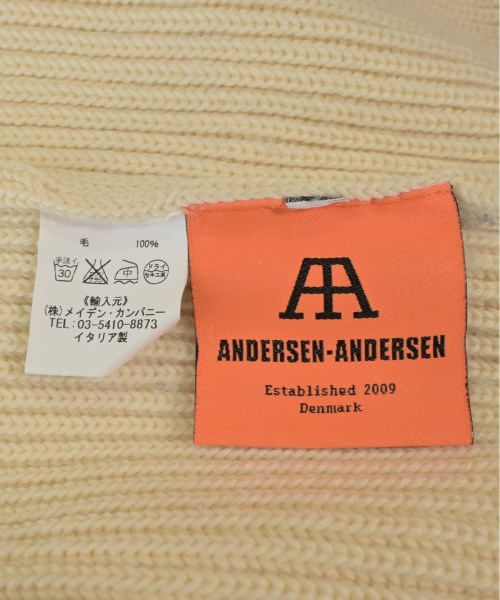 毛 100%
手洗イ 30 中 ドライ セキユ系
《輸入元》
(株)メイデン・カンパニー
TEL:03-5410-8873
イタリア製
ANDERSEN-ANDERSEN
Established 2009
Denmark